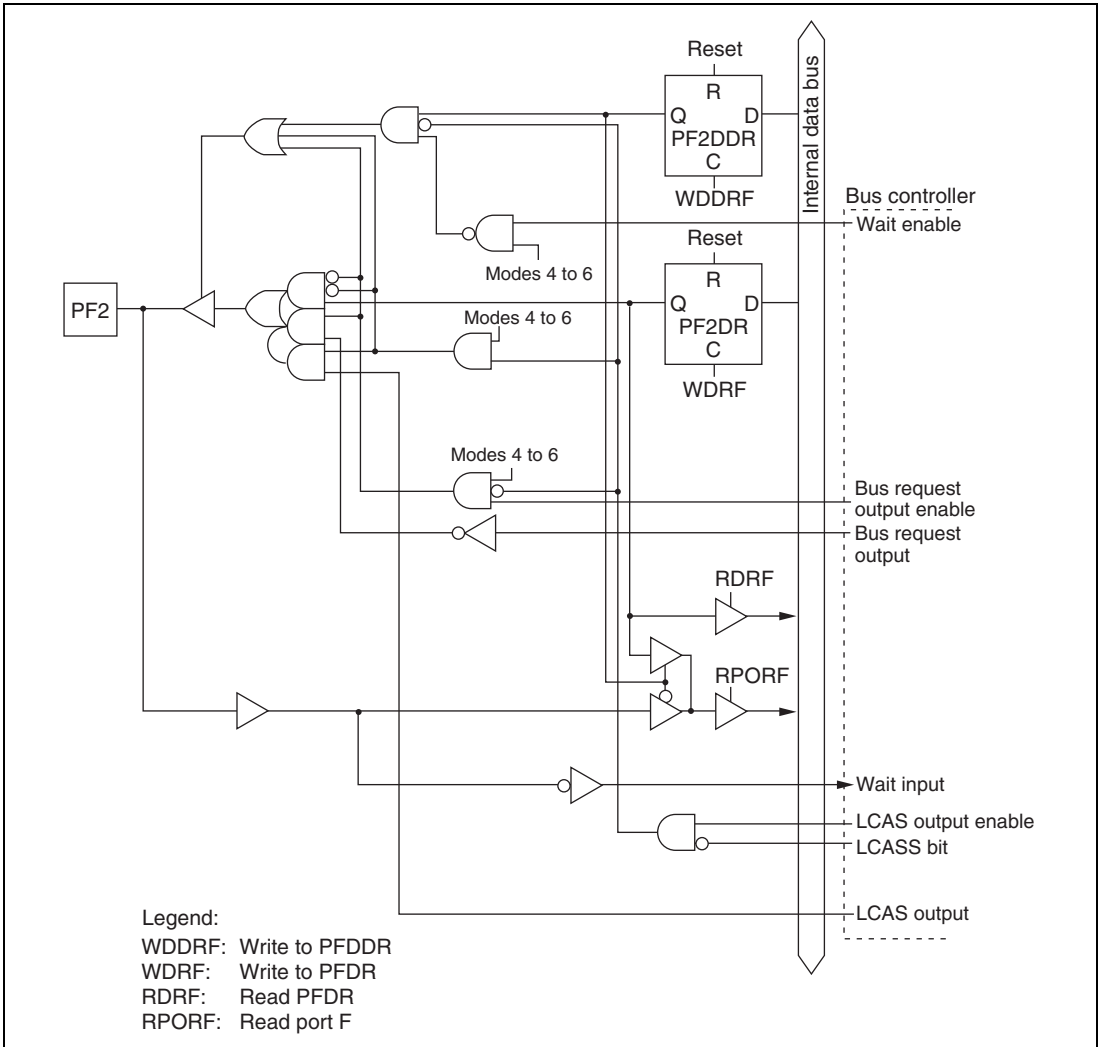 Reset
R
Q D
PF2DDR
C
WDDRF
Internal data bus
Bus controller
Wait enable
Modes 4 to 6
Reset
R
Q D
PF2DR
C
WDRF
PF2
Modes 4 to 6
Modes 4 to 6
Bus request
output enable
Bus request
output
RDRF
RPORF
Wait input
LCAS output enable
LCASS bit
LCAS output
Legend:
WDDRF: Write to PFDDR
WDRF: Write to PFDR
RDRF: Read PFDR
RPORF: Read port F